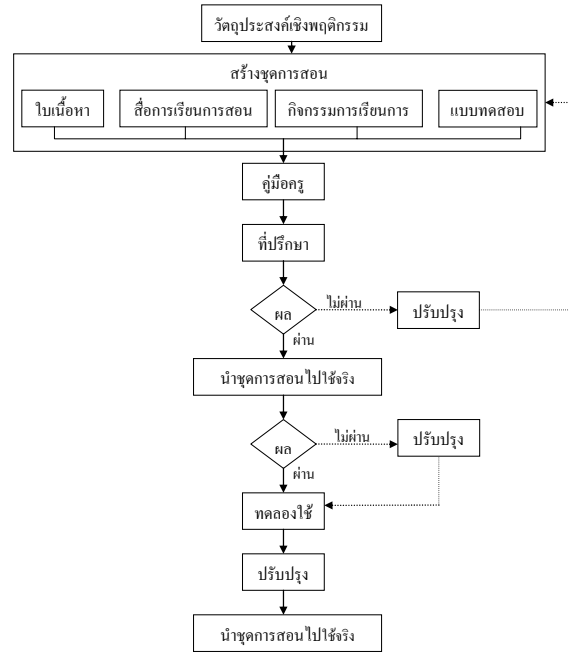 วัตถุประสงค์เชิงพฤติกรรม
สร้างชุดการสอน
ใบเนื้อหา สื่อการเรียนการสอน กิจกรรมการเรียนการ แบบทดสอบ
คู่มือครู
ที่ปรึกษา
ผล ไม่ผ่าน ปรับปรุง
ผ่าน
นำชุดการสอนไปใช้จริง
ผล ไม่ผ่าน ปรับปรุง
ผ่าน
ทดลองใช้
ปรับปรุง
นำชุดการสอนไปใช้จริง